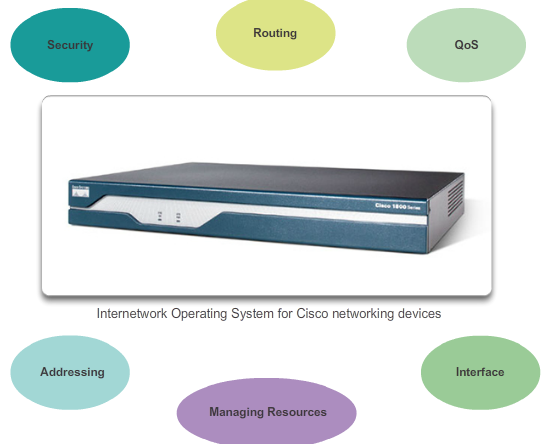 Security
Routing
QoS
Cisco 1800 Series
Internetwork Operating System for Cisco networking devices
Addressing
Interface
Managing Resources